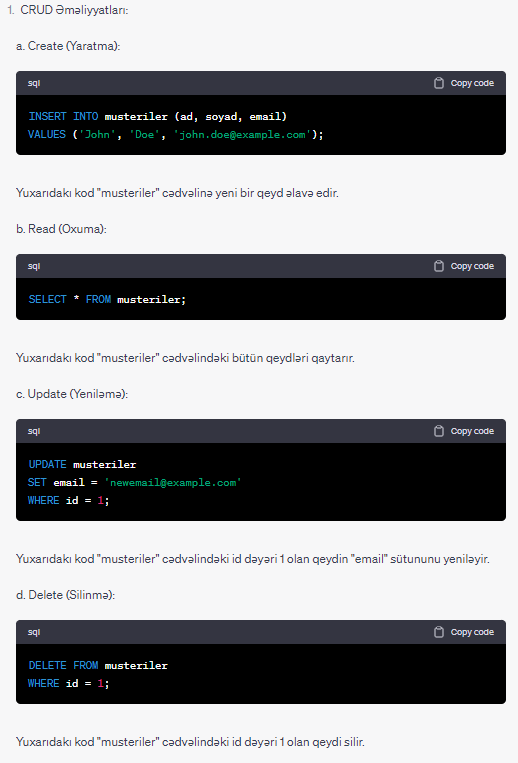 1. CRUD Əməliyyatları:
a. Create (Yaratma):
sql Copy code
INSERT INTO musteriler (ad, soyad, email)
VALUES ('John', 'Doe', 'john.doe@example.com');
Yuxarıdakı kod "musteriler" cədvəlinə yeni bir qeyd əlavə edir.
b. Read (Oxuma):
sql Copy code
SELECT * FROM musteriler;
Yuxarıdakı kod "musteriler" cədvəlindəki bütün qeydləri qaytarır.
c. Update (Yeniləmə):
sql Copy code
UPDATE musteriler
SET email = 'newemail@example.com'
WHERE id = 1;
Yuxarıdakı kod "musteriler" cədvəlindəki id dəyəri 1 olan qeydin "email" sütununu yeniləyir.
d. Delete (Silinmə):
sql Copy code
DELETE FROM musteriler
WHERE id = 1;
Yuxarıdakı kod "musteriler" cədvəlindəki id dəyəri 1 olan qeydi silir.